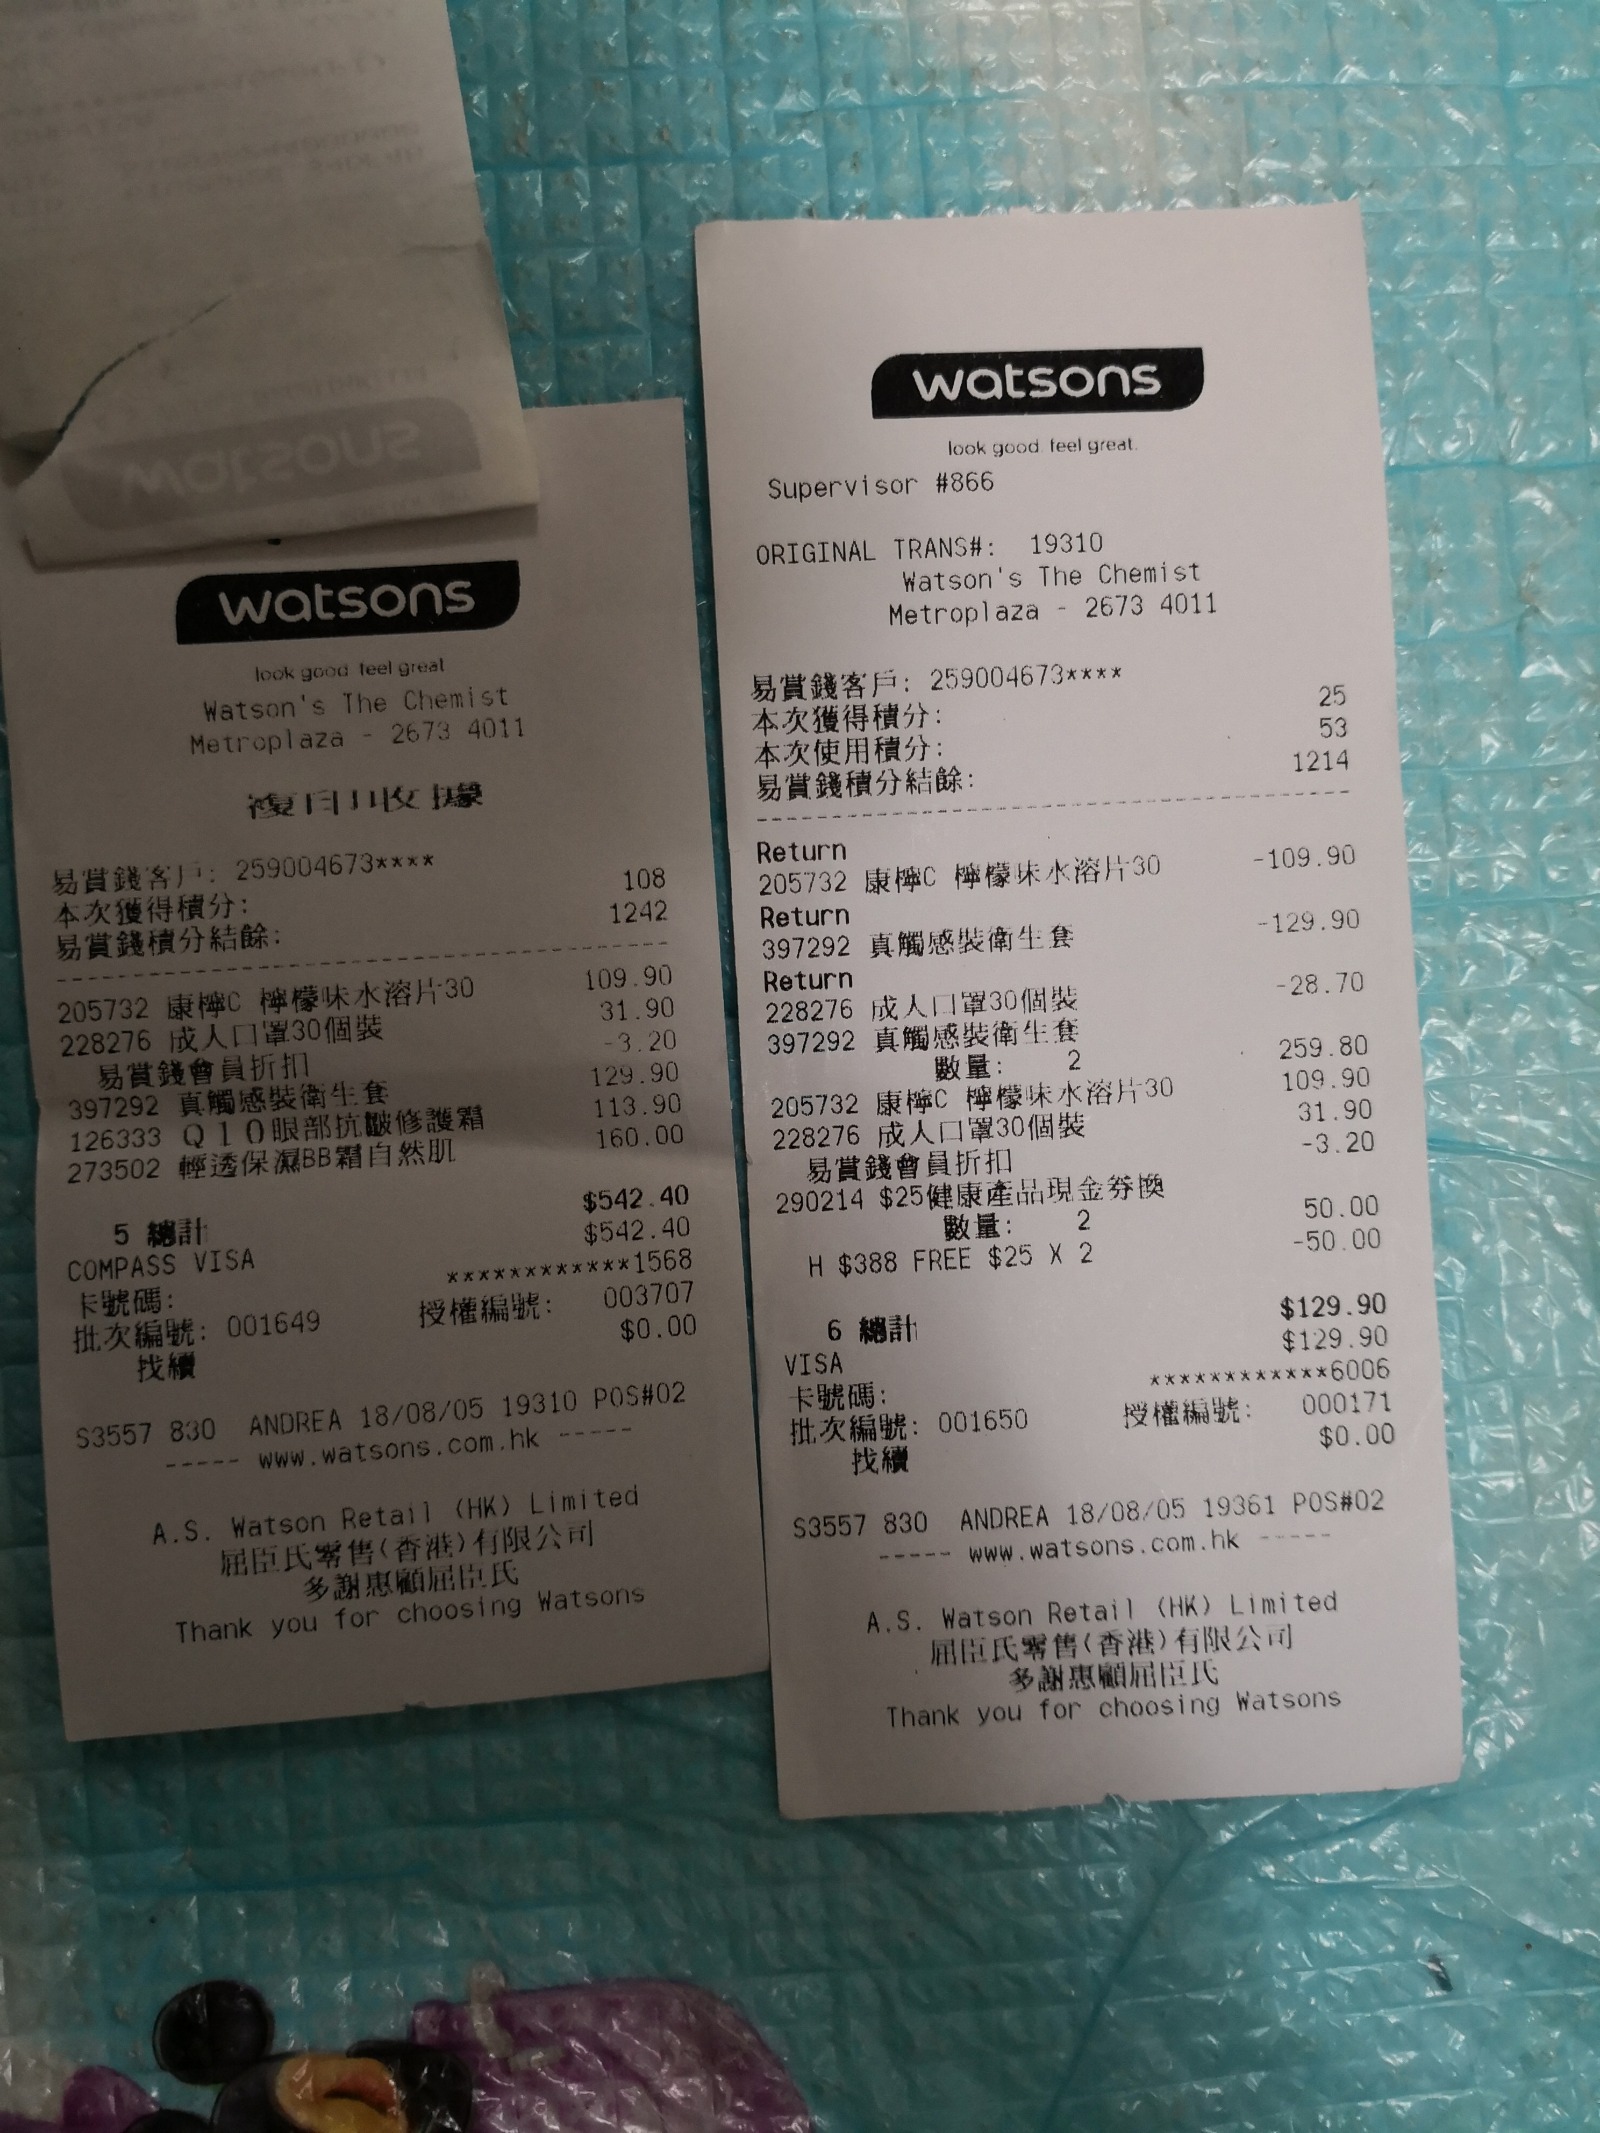 watsons
look good. feel great.
Watson's The Chemist
Metroplaza - 2673 4011
複印收據
易賞錢客戶: 259004673****
本次獲得積分: 108
易賞錢積分結餘: 1242
205732 康檸C 檸檬味水溶片30 109.90
228276 成人口罩30個裝 31.90
易賞錢會員折扣 -3.20
397292 真觸感裝衛生套 129.90
126333 Q10眼部抗皺修護霜 113.90
273502 輕透保濕BB霜自然肌 160.00
5 總計 $542.40
COMPASS VISA $542.40
卡號碼: ************1568
批次編號: 001649 授權編號: 003707
找續 $0.00
S3557 830 ANDREA 18/08/05 19310 POS#02
----- www.watsons.com.hk -----
A.S. Watson Retail (HK) Limited
屈臣氏零售(香港)有限公司
多謝惠顧屈臣氏
Thank you for choosing Watsons
watsons
look good. feel great.
Supervisor #866
ORIGINAL TRANS#: 19310
Watson's The Chemist
Metroplaza - 2673 4011
易賞錢客戶: 259004673****
本次獲得積分: 25
本次使用積分: 53
易賞錢積分結餘: 1214
Return
205732 康檸C 檸檬味水溶片30 -109.90
Return
397292 真觸感裝衛生套 -129.90
Return
228276 成人口罩30個裝 -28.70
397292 真觸感裝衛生套
數量: 2 259.80
205732 康檸C 檸檬味水溶片30 109.90
228276 成人口罩30個裝 31.90
易賞錢會員折扣 -3.20
290214 $25健康產品現金券換
數量: 2 50.00
H $388 FREE $25 X 2 -50.00
6 總計 $129.90
VISA $129.90
卡號碼: ************6006
批次編號: 001650 授權編號: 000171
找續 $0.00
S3557 830 ANDREA 18/08/05 19361 POS#02
----- www.watsons.com.hk -----
A.S. Watson Retail (HK) Limited
屈臣氏零售(香港)有限公司
多謝惠顧屈臣氏
Thank you for choosing Watsons